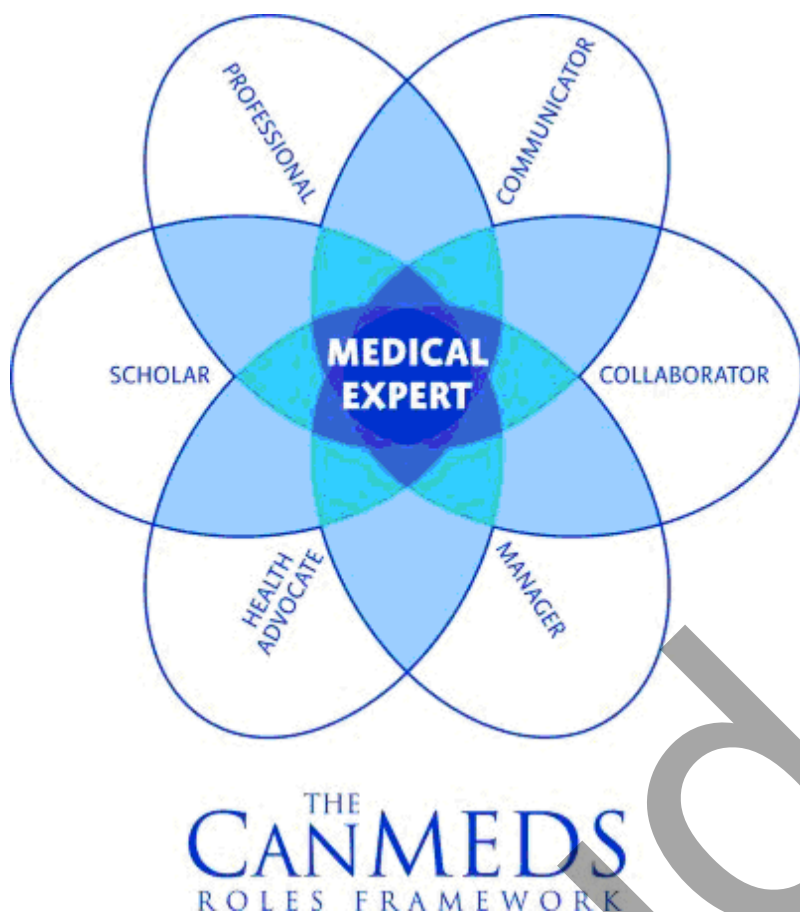 PROFESSIONAL
COMMUNICATOR
MEDICAL
EXPERT
SCHOLAR
COLLABORATOR
HEALTH
ADVOCATE
MANAGER
THE
CANMEDS
ROLES FRAMEWORK